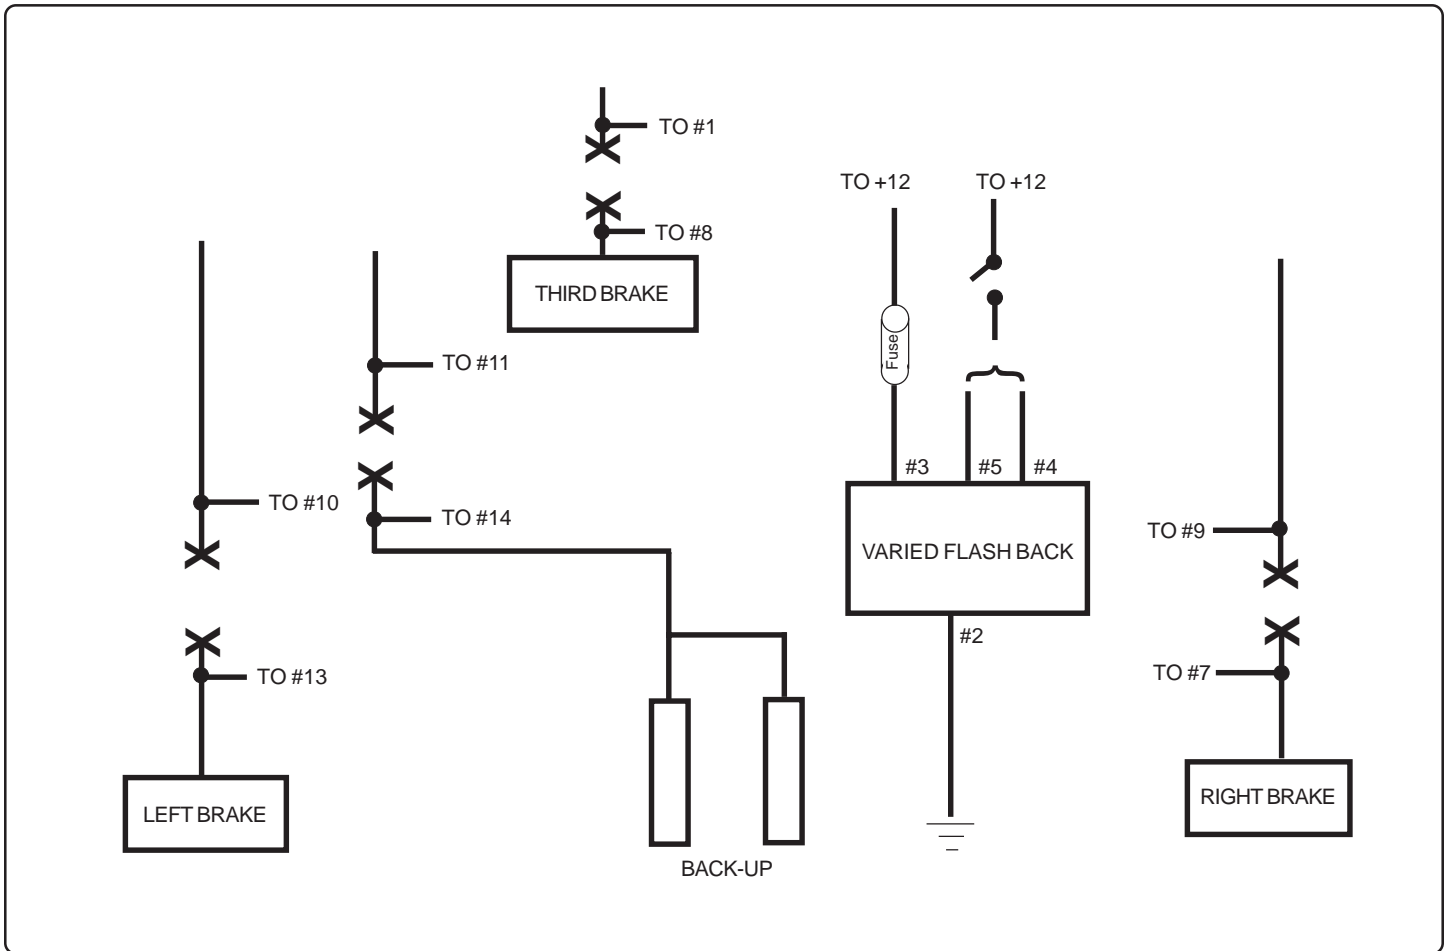 TO #1
TO +12
TO +12
TO #8
THIRD BRAKE
Fuse
TO #11
#3
#5
#4
TO #10
TO #14
TO #9
VARIED FLASH BACK
#2
TO #13
TO #7
LEFT BRAKE
RIGHT BRAKE
BACK-UP